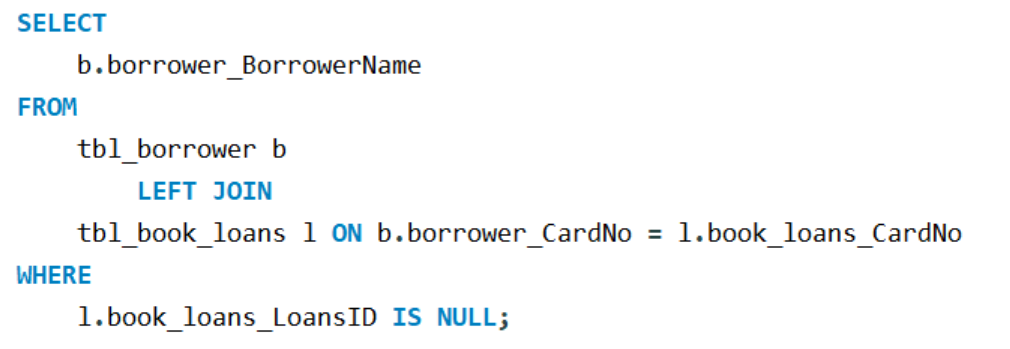 SELECT
b.borrower_BorrowerName
FROM
tbl_borrower b
LEFT JOIN
tbl_book_loans l ON b.borrower_CardNo = l.book_loans_CardNo
WHERE
l.book_loans_LoansID IS NULL;